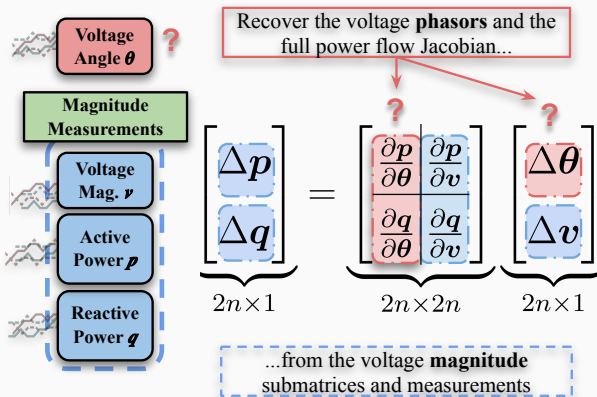 Voltage
Angle θ
?
Recover the voltage phasors and the
full power flow Jacobian...
Magnitude
Measurements
Voltage
Mag. v
Active
Power p
Reactive
Power q
Δp
Δq
=
?
∂p/∂θ ∂p/∂v
∂q/∂θ ∂q/∂v
?
Δθ
Δv
2n×1
2n×2n
2n×1
...from the voltage magnitude
submatrices and measurements